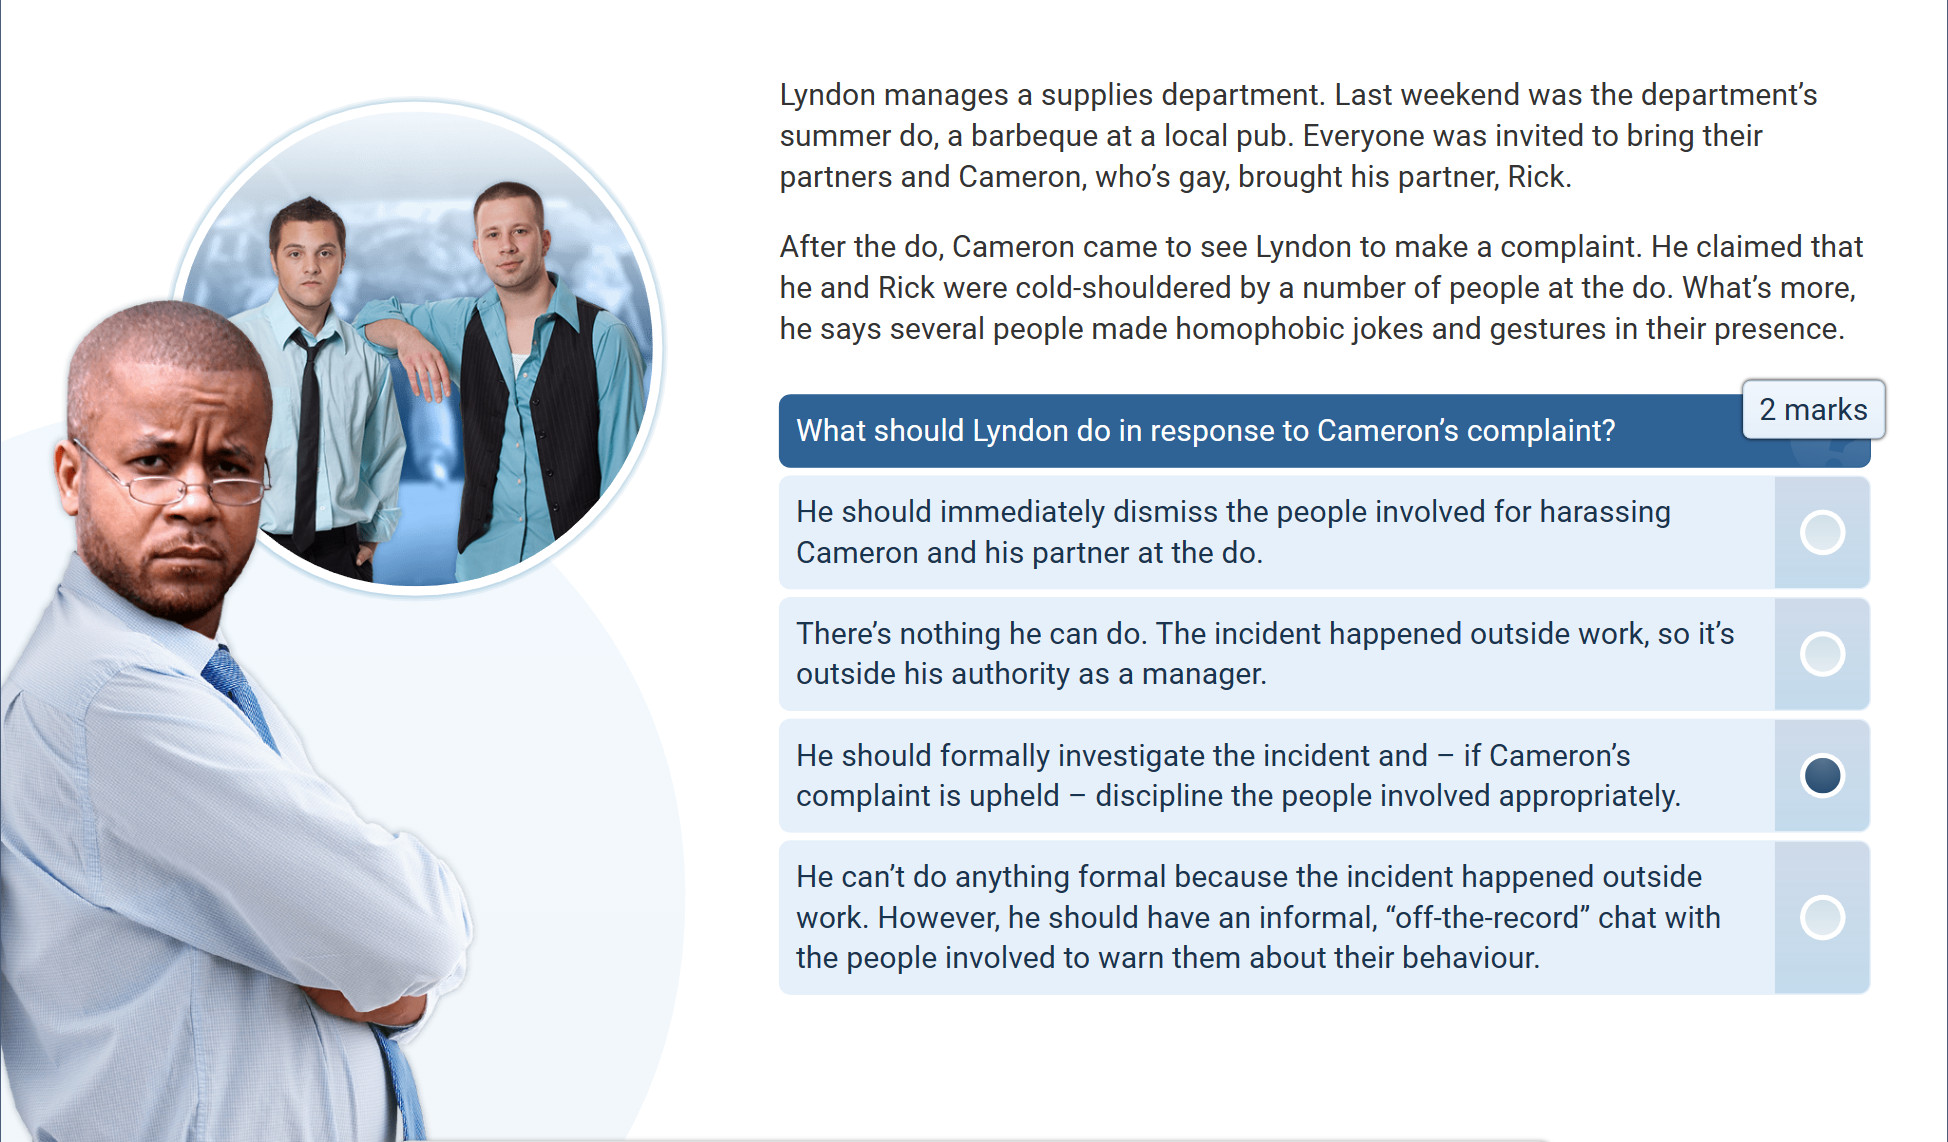 Lyndon manages a supplies department. Last weekend was the department’s
summer do, a barbeque at a local pub. Everyone was invited to bring their
partners and Cameron, who’s gay, brought his partner, Rick.
After the do, Cameron came to see Lyndon to make a complaint. He claimed that
he and Rick were cold-shouldered by a number of people at the do. What’s more,
he says several people made homophobic jokes and gestures in their presence.
2 marks
What should Lyndon do in response to Cameron’s complaint?
He should immediately dismiss the people involved for harassing
Cameron and his partner at the do.
There’s nothing he can do. The incident happened outside work, so it’s
outside his authority as a manager.
He should formally investigate the incident and – if Cameron’s
complaint is upheld – discipline the people involved appropriately.
He can’t do anything formal because the incident happened outside
work. However, he should have an informal, “off-the-record” chat with
the people involved to warn them about their behaviour.